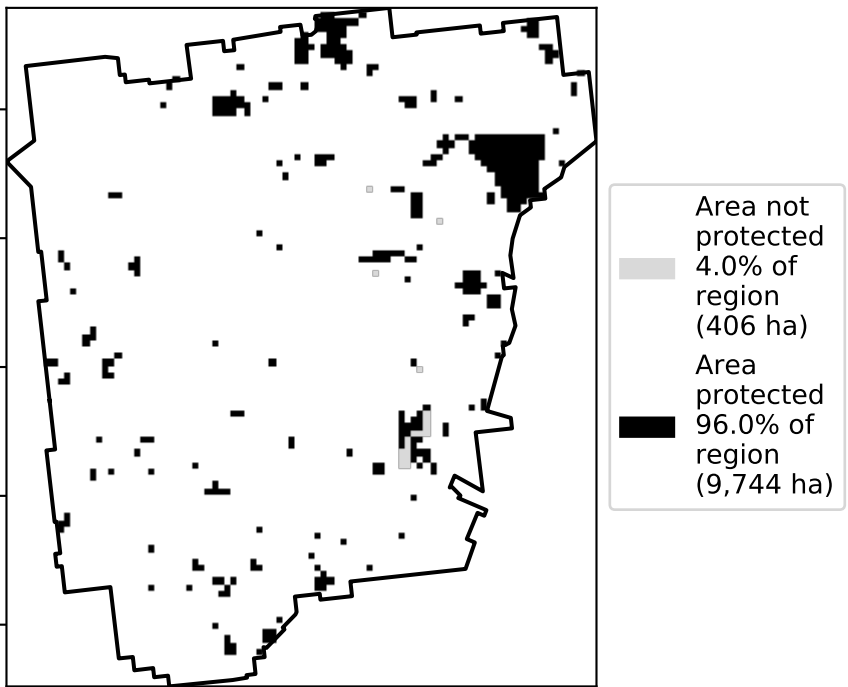 Area not
protected
4.0% of
region
(406 ha)
Area
protected
96.0% of
region
(9,744 ha)